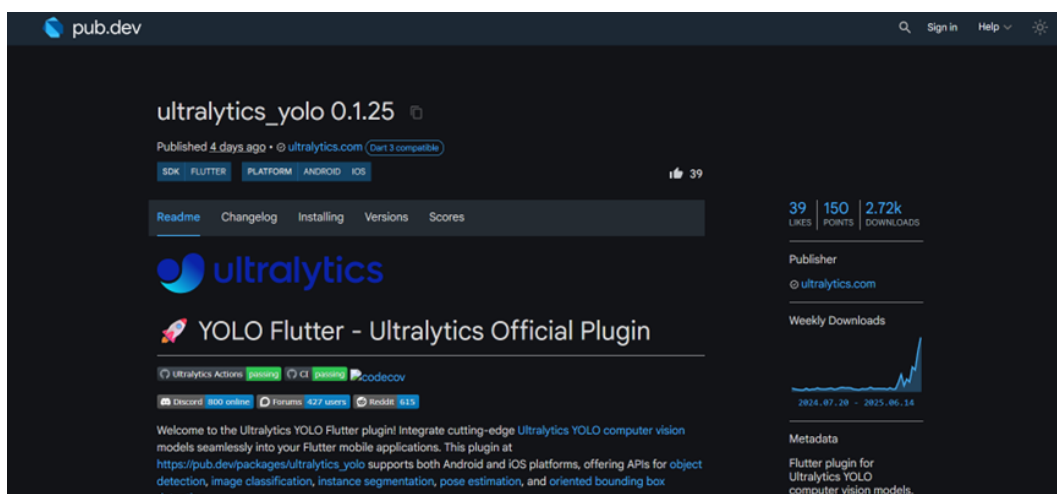 pub.dev
Sign in
Help
ultralytics_yolo 0.1.25
Published 4 days ago • ultralytics.com Dart 3 compatible
SDK FLUTTER PLATFORM ANDROID IOS
39
Readme Changelog Installing Versions Scores
ultralytics
🚀 YOLO Flutter - Ultralytics Official Plugin
Ultralytics Actions passing CI passing codecov
Discord 800 online Forums 427 users Reddit 615
Welcome to the Ultralytics YOLO Flutter plugin! Integrate cutting-edge Ultralytics YOLO computer vision
models seamlessly into your Flutter mobile applications. This plugin at
https://pub.dev/packages/ultralytics_yolo supports both Android and iOS platforms, offering APIs for object
detection, image classification, instance segmentation, pose estimation, and oriented bounding box
39 150 2.72k
LIKES POINTS DOWNLOADS
Publisher
ultralytics.com
Weekly Downloads
2024.07.20 - 2025.06.14
Metadata
Flutter plugin for
Ultralytics YOLO
computer vision models,